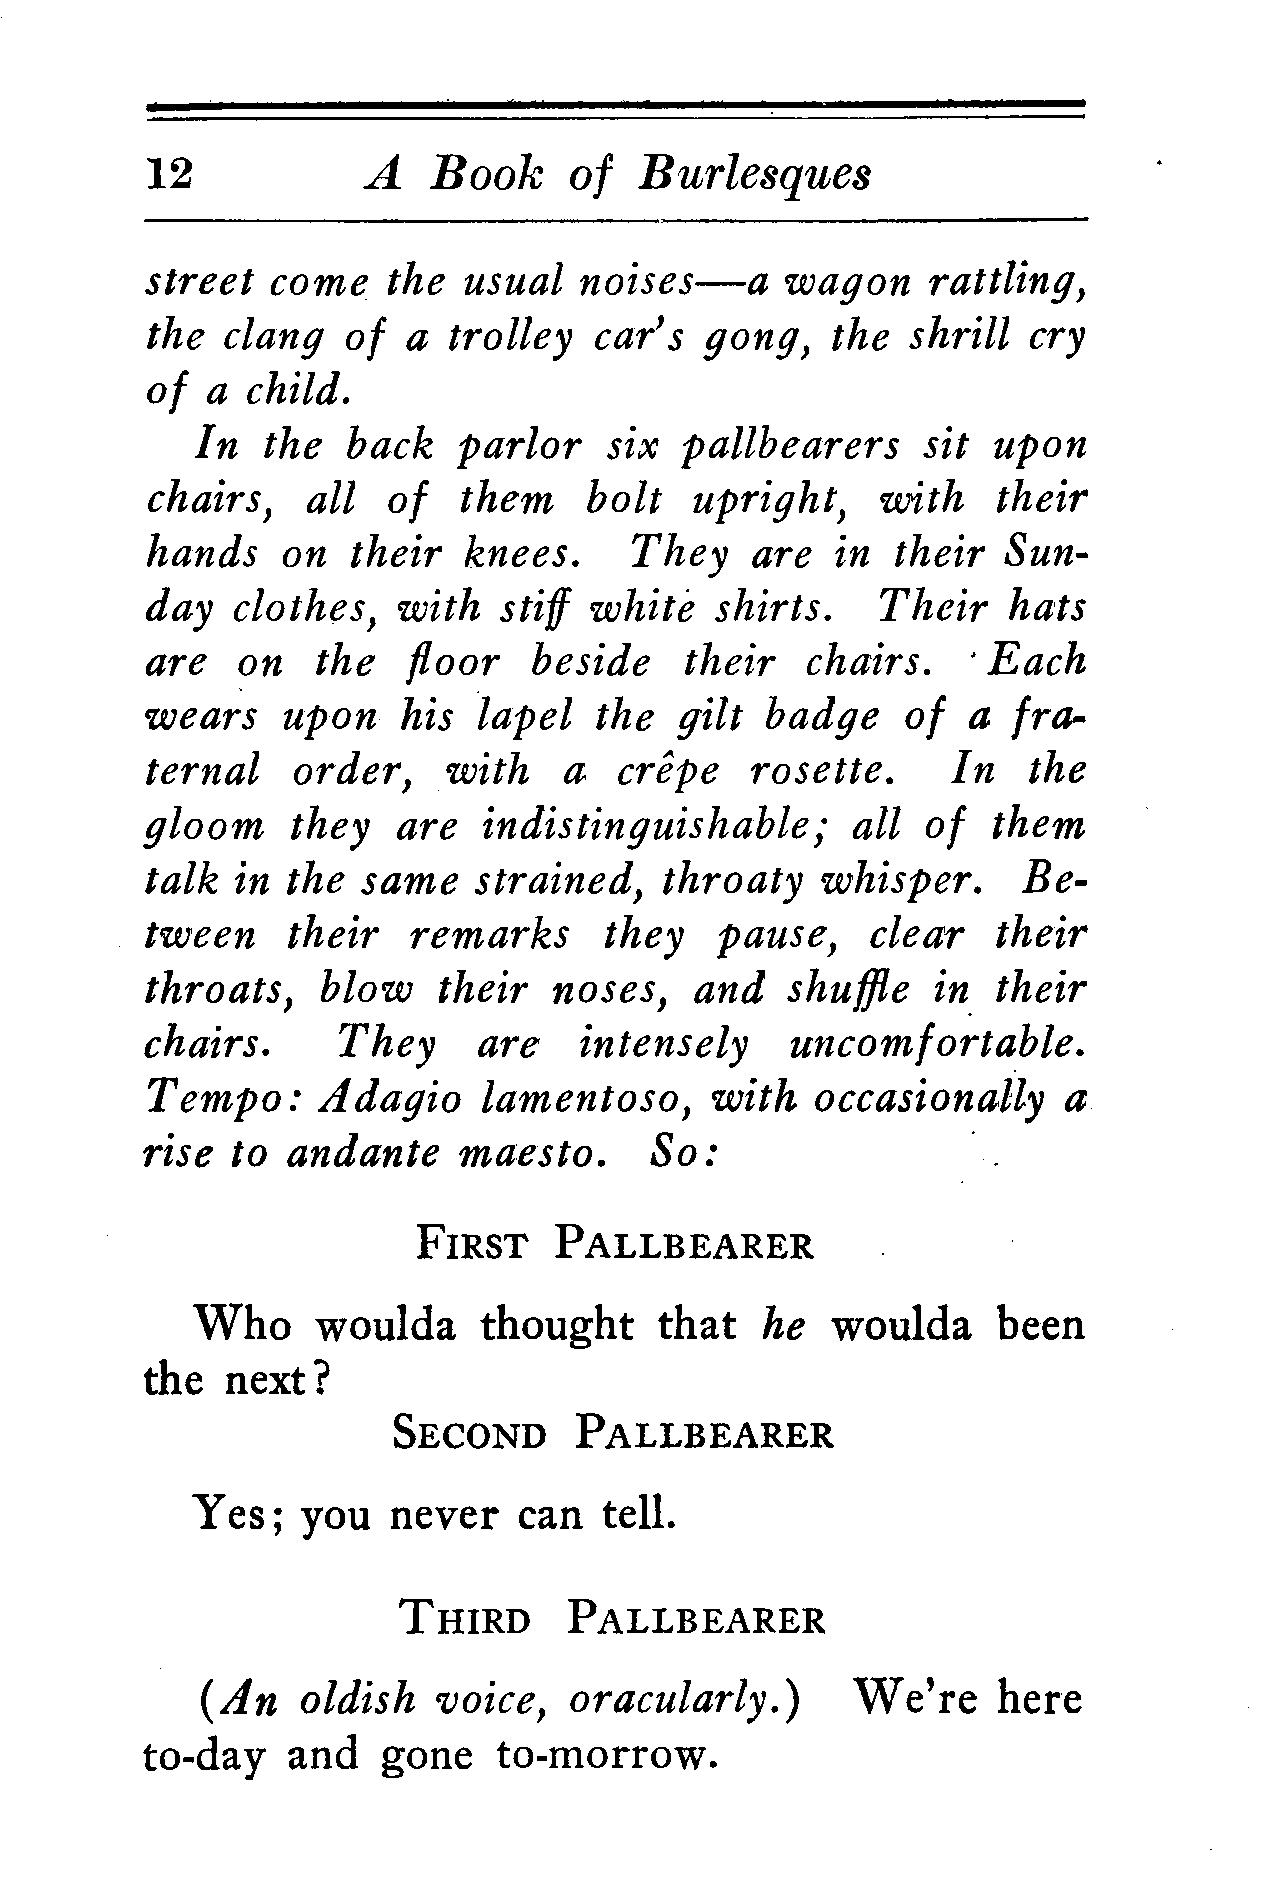 12 A Book of Burlesques
street come the usual noises—a wagon rattling,
the clang of a trolley car's gong, the shrill cry
of a child.
In the back parlor six pallbearers sit upon
chairs, all of them bolt upright, with their
hands on their knees. They are in their Sun-
day clothes, with stiff white shirts. Their hats
are on the floor beside their chairs. Each
wears upon his lapel the gilt badge of a fra-
ternal order, with a crêpe rosette. In the
gloom they are indistinguishable; all of them
talk in the same strained, throaty whisper. Be-
tween their remarks they pause, clear their
throats, blow their noses, and shuffle in their
chairs. They are intensely uncomfortable.
Tempo: Adagio lamentoso, with occasionally a
rise to andante maesto. So:
FIRST PALLBEARER
Who woulda thought that he woulda been
the next?
SECOND PALLBEARER
Yes; you never can tell.
THIRD PALLBEARER
(An oldish voice, oracularly.) We're here
to-day and gone to-morrow.